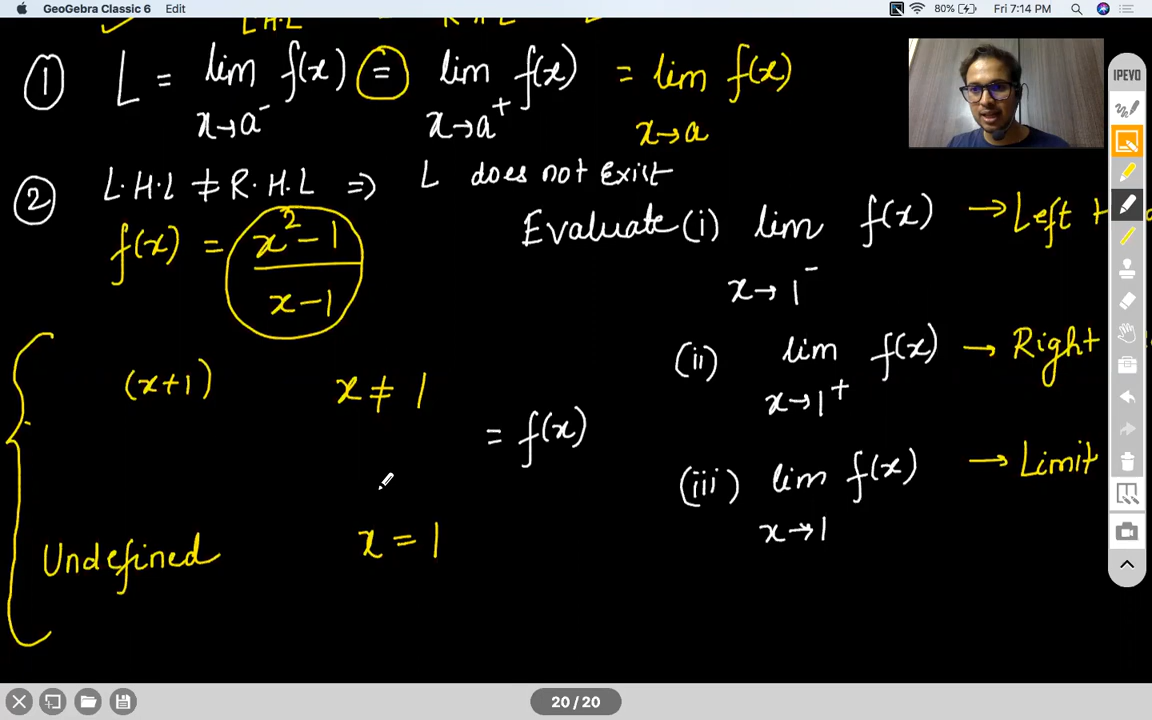 GeoGebra Classic 6 Edit 80% Fri 7:14 PM
L.H.L R.H.L
① L = lim f(x) = lim f(x) = lim f(x)
x→a⁻ x→a⁺ x→a
IPEVO
② L.H.L ≠ R.H.L ⇒ L does not exist
f(x) = x² − 1 / x − 1
Evaluate (i) lim f(x) → Left H
x→1⁻
(ii) lim f(x) → Right
x→1⁺
(x+1) x ≠ 1
= f(x)
(iii) lim f(x) → Limit
x→1
Undefined x = 1
20 / 20